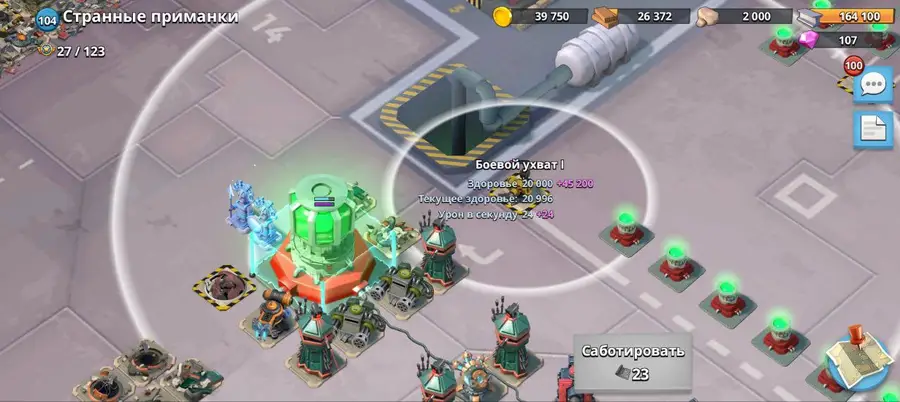 104 Странные приманки
27 / 123
39 750
26 372
2 000
164 100
107
100
14
Боевой ухват I
Здоровье 20 000 +45 200
Текущее здоровье: 20 996
Урон в секунду 24 +24
Саботировать
23